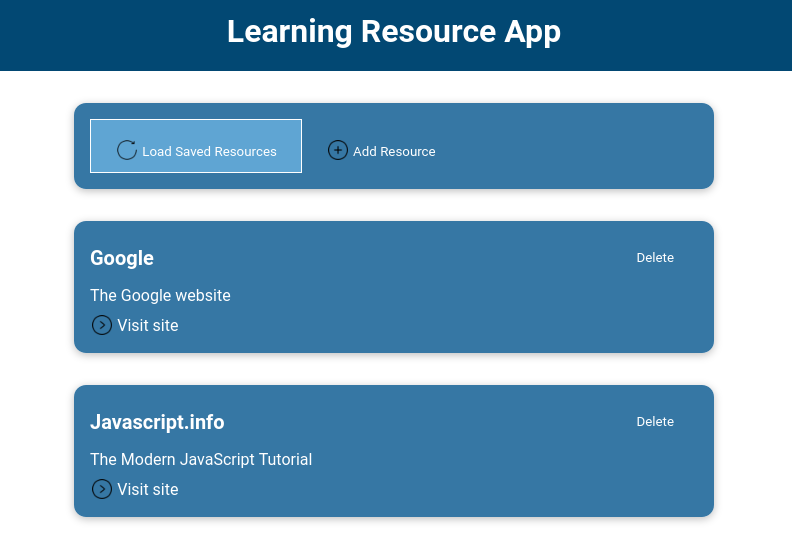 Learning Resource App
Load Saved Resources Add Resource
Google Delete
The Google website
Visit site
Javascript.info Delete
The Modern JavaScript Tutorial
Visit site